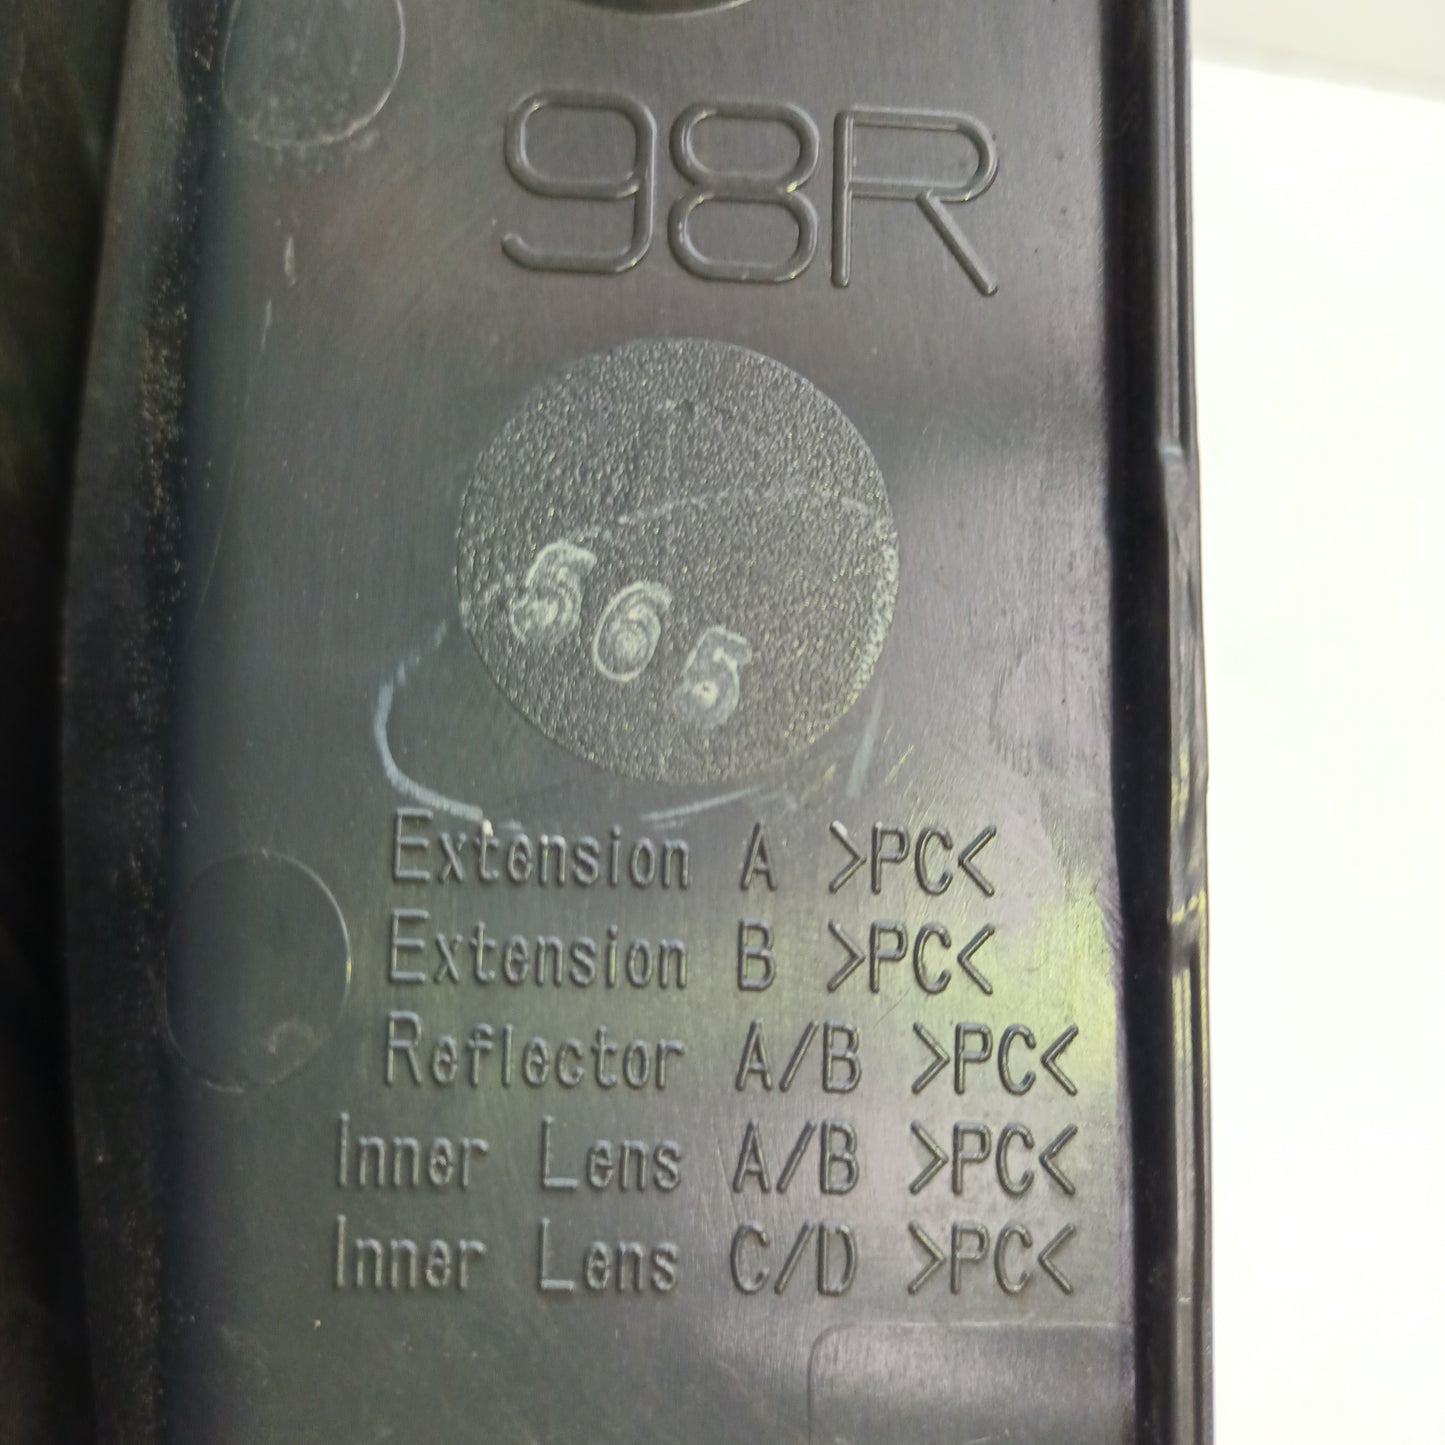 98R
565
Extension A >PC<
Extension B >PC<
Reflector A/B >PC<
Inner Lens A/B >PC<
Inner Lens C/D >PC<